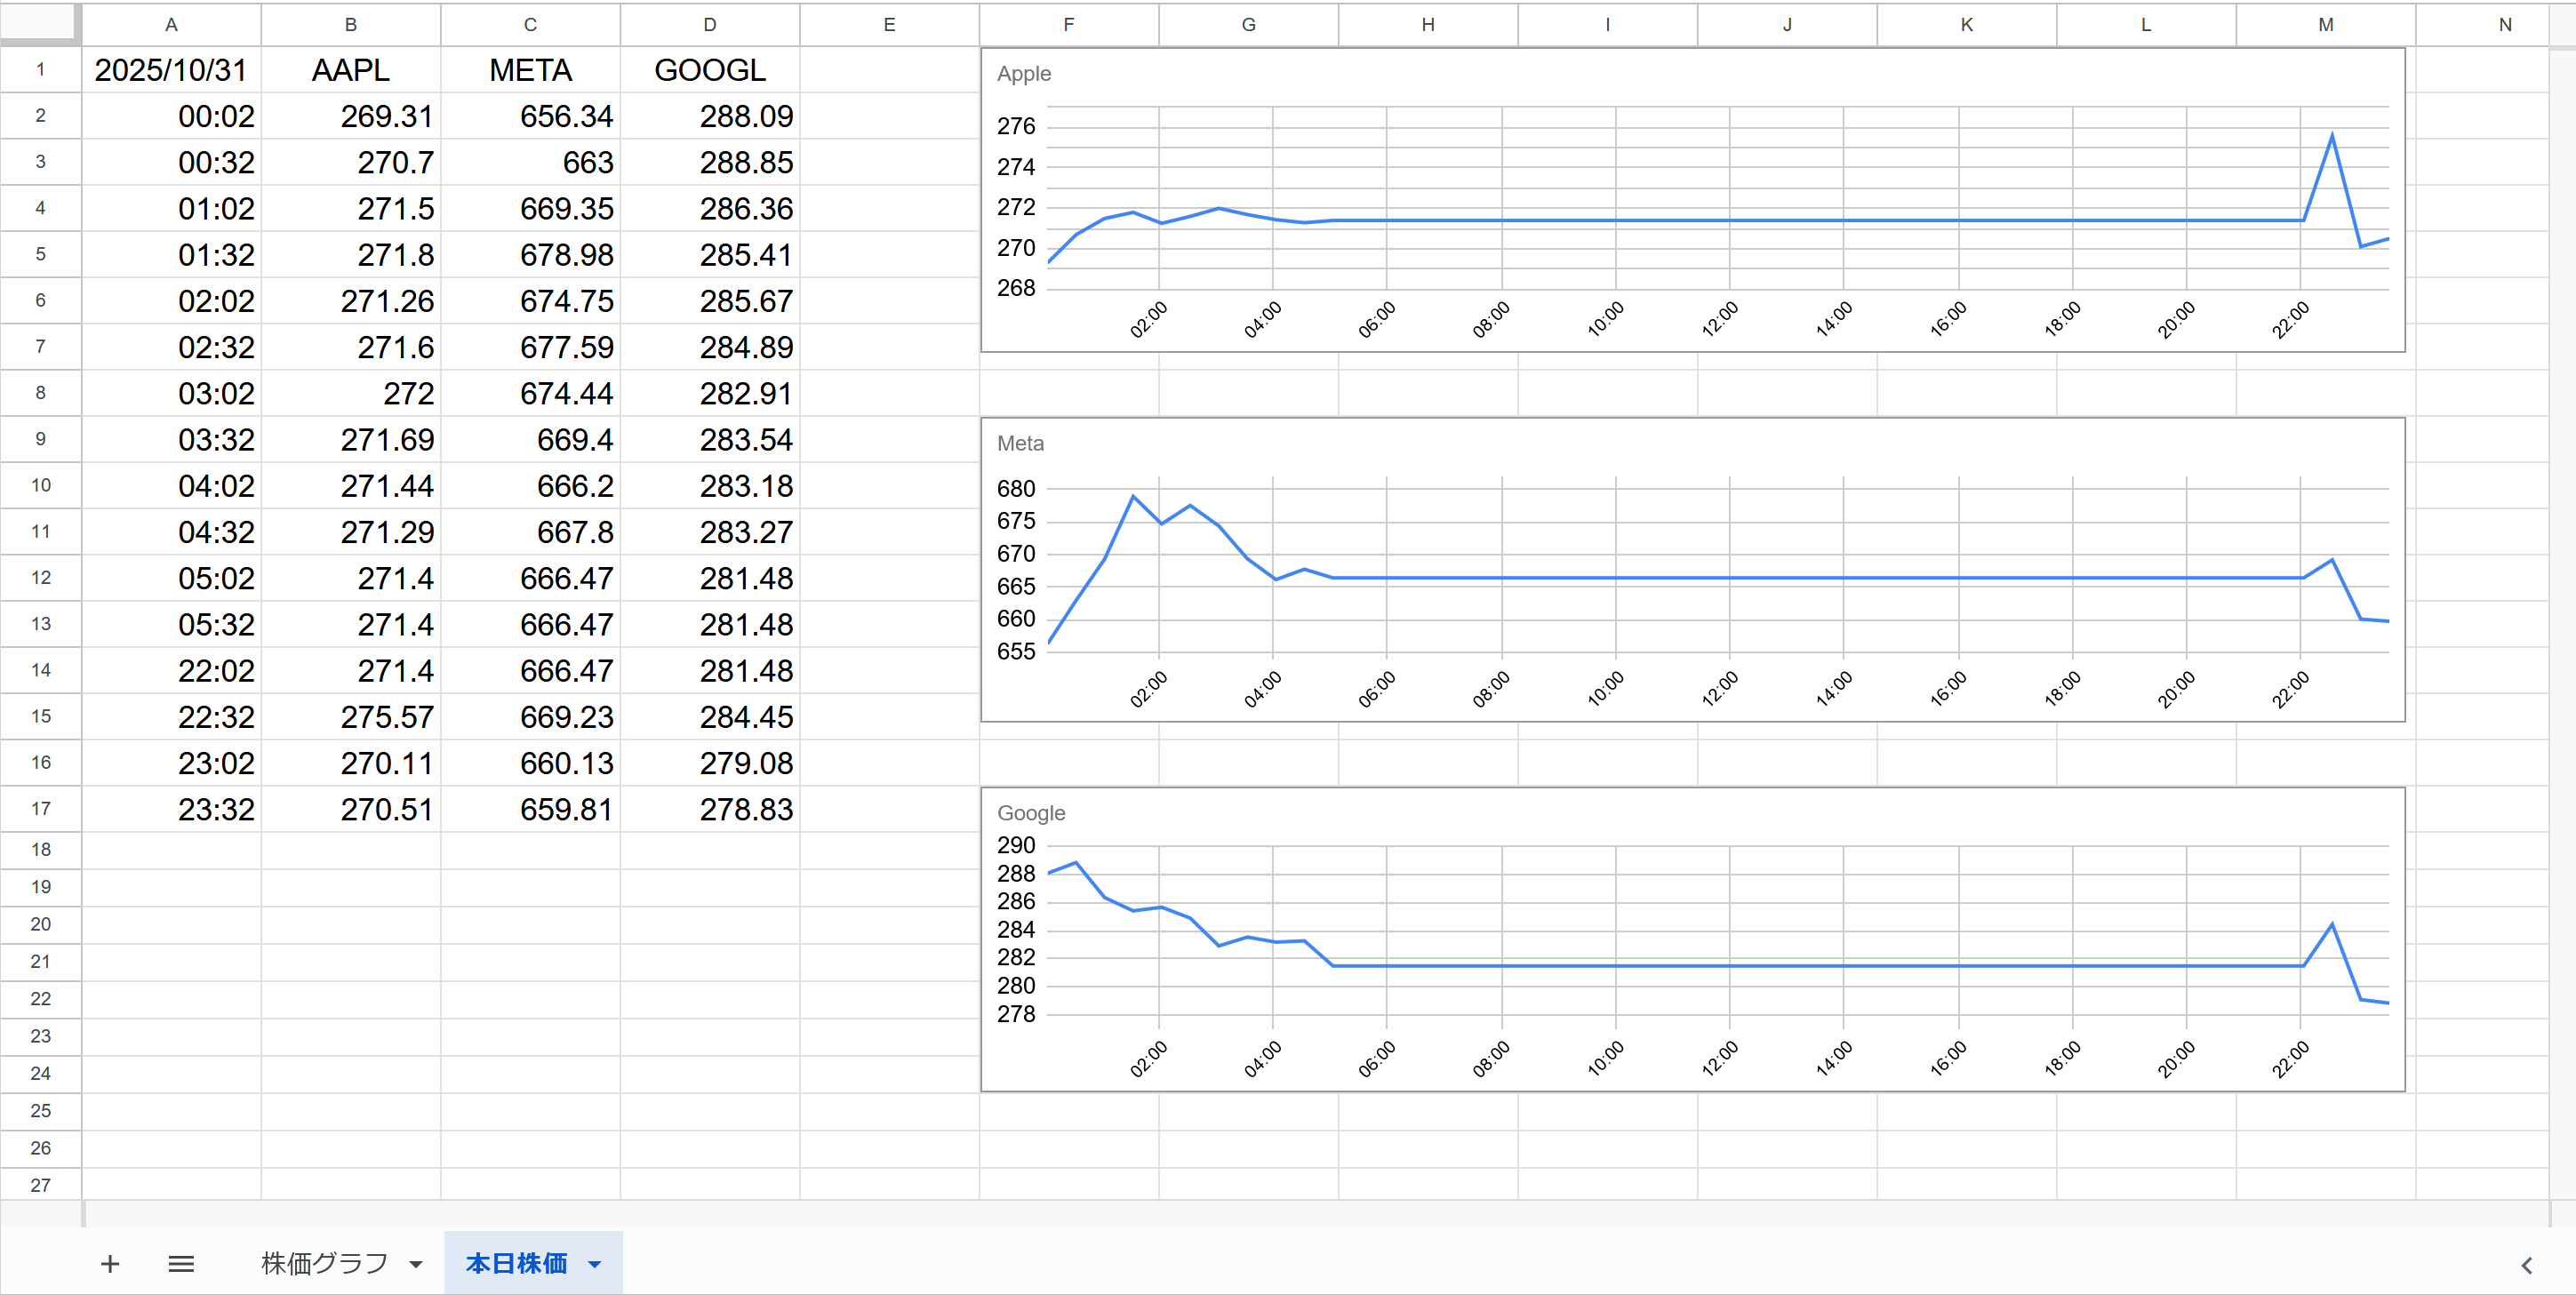 A B C D E F G H I J K L M N
1 2025/10/31 AAPL META GOOGL
2 00:02 269.31 656.34 288.09
3 00:32 270.7 663 288.85
4 01:02 271.5 669.35 286.36
5 01:32 271.8 678.98 285.41
6 02:02 271.26 674.75 285.67
7 02:32 271.6 677.59 284.89
8 03:02 272 674.44 282.91
9 03:32 271.69 669.4 283.54
10 04:02 271.44 666.2 283.18
11 04:32 271.29 667.8 283.27
12 05:02 271.4 666.47 281.48
13 05:32 271.4 666.47 281.48
14 22:02 271.4 666.47 281.48
15 22:32 275.57 669.23 284.45
16 23:02 270.11 660.13 279.08
17 23:32 270.51 659.81 278.83
18
19
20
21
22
23
24
25
26
27
Apple
276
274
272
270
268
02:00 04:00 06:00 08:00 10:00 12:00 14:00 16:00 18:00 20:00 22:00
Meta
680
675
670
665
660
655
02:00 04:00 06:00 08:00 10:00 12:00 14:00 16:00 18:00 20:00 22:00
Google
290
288
286
284
282
280
278
02:00 04:00 06:00 08:00 10:00 12:00 14:00 16:00 18:00 20:00 22:00
株価グラフ 本日株価